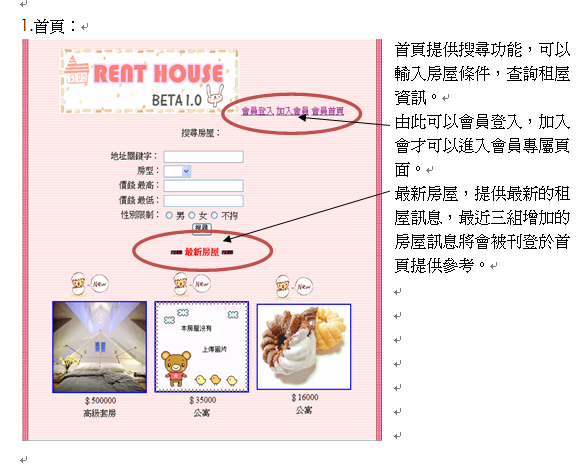 1.首頁：
RENT HOUSE
BETA 1.0
會員登入 加入會員 會員首頁
搜尋房屋：
地址關鍵字：
房型：
價錢 最高：
價錢 最低：
性別限制： 男 女 不拘
搜尋
最新房屋
New
New
New
本房屋沒有
上傳圖片
$ 500000
高級套房
$ 35000
公寓
$ 16000
公寓
首頁提供搜尋功能，可以
輸入房屋條件，查詢租屋
資訊。
由此可以會員登入，加入
會才可以進入會員專屬頁
面。
最新房屋，提供最新的租
屋訊息，最近三組增加的
房屋訊息將會被刊登於首
頁提供參考。